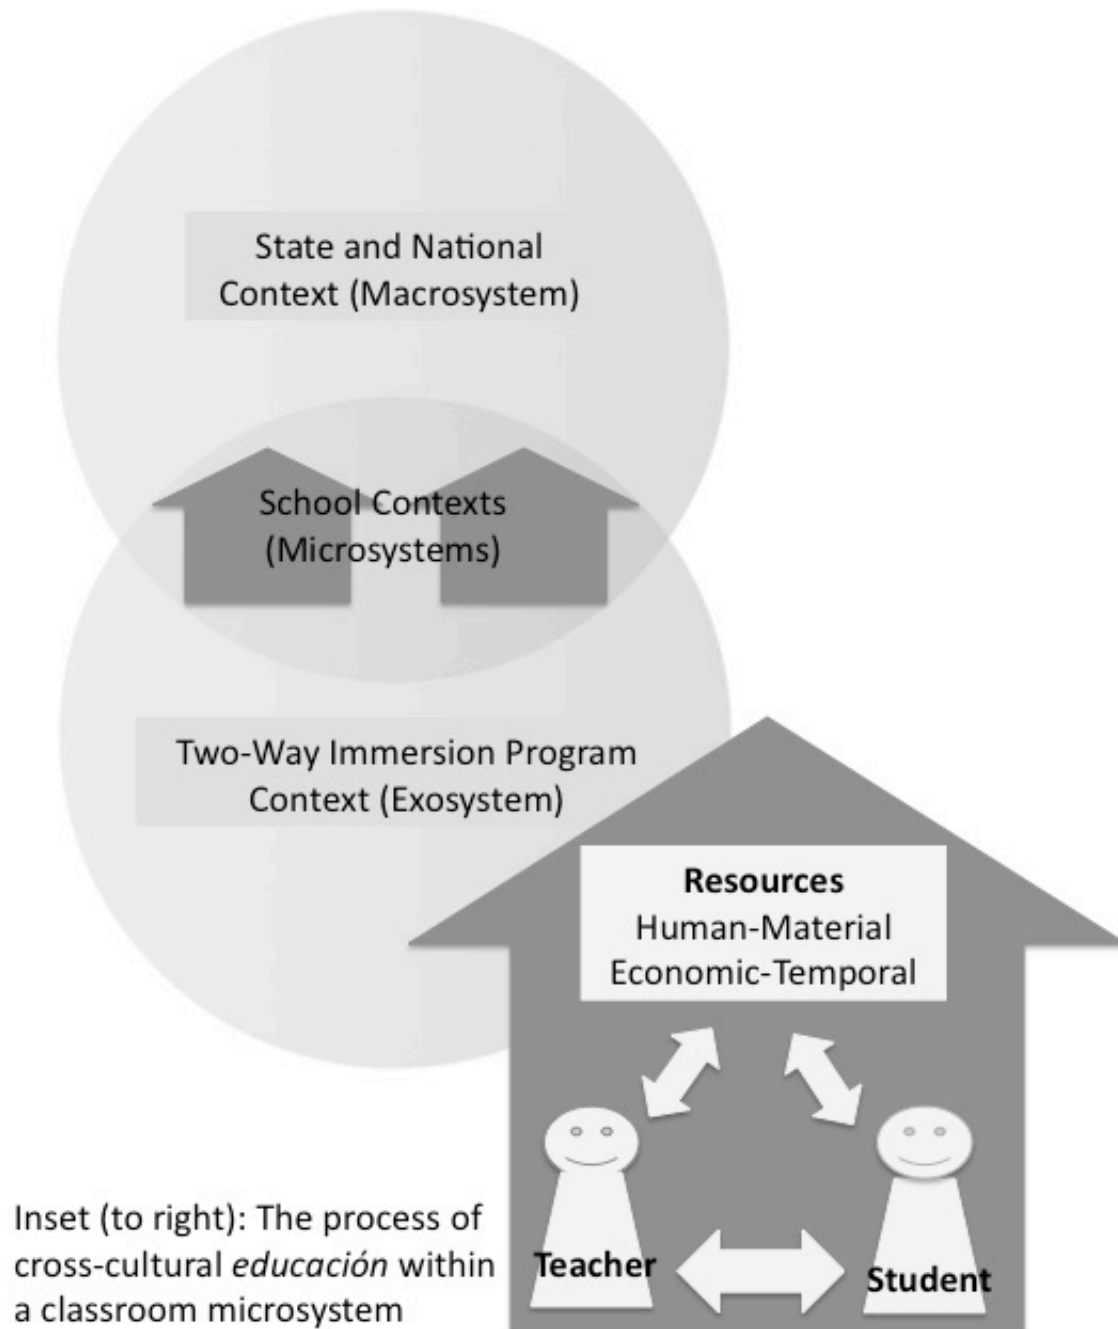 State and National
Context (Macrosystem)
School Contexts
(Microsystems)
Two-Way Immersion Program
Context (Exosystem)
Resources
Human-Material
Economic-Temporal
Teacher
Student
Inset (to right): The process of
cross-cultural educación within
a classroom microsystem